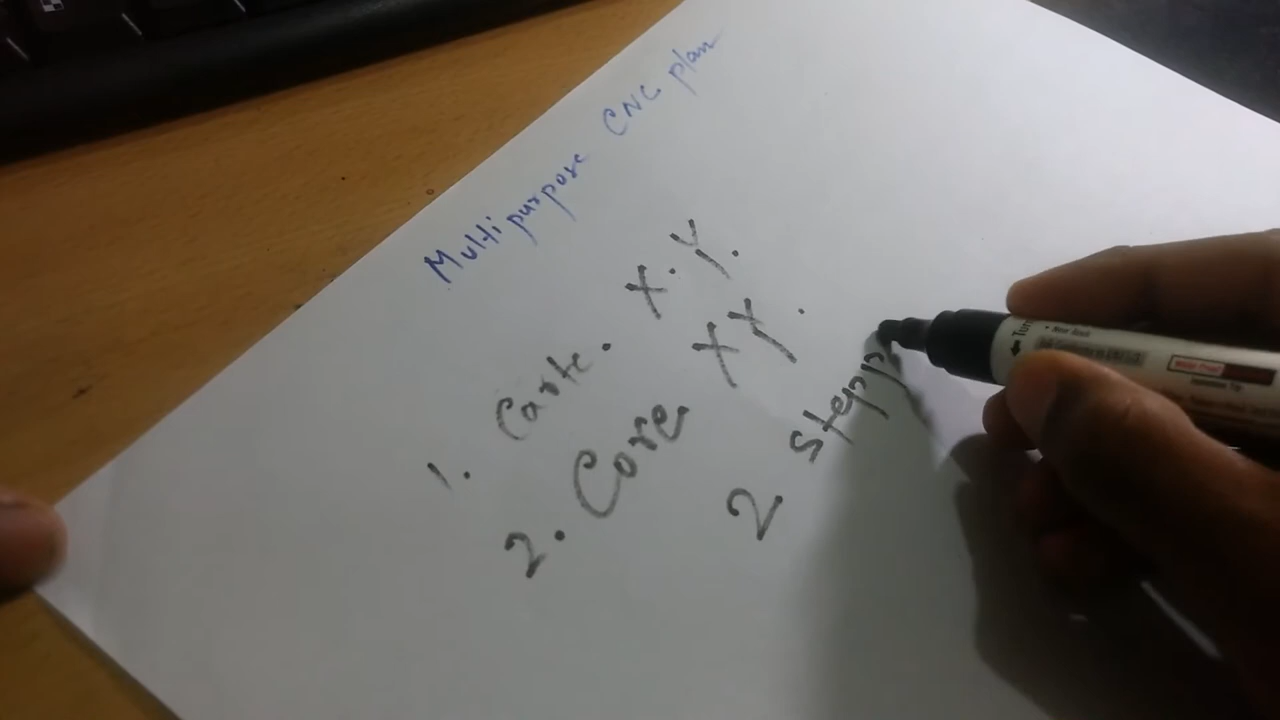 Multipurpose CNC plan
1. Carte. X.Y.
2. Core XY.
2 Stepp